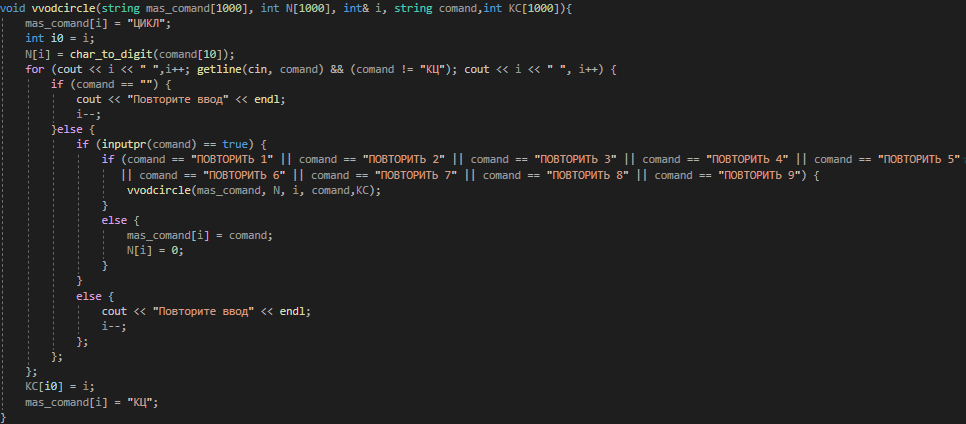 void vvodcircle(string mas_comand[1000], int N[1000], int& i, string comand,int KC[1000]){
mas_comand[i] = "ЦИКЛ";
int i0 = i;
N[i] = char_to_digit(comand[10]);
for (cout << i << " ",i++; getline(cin, comand) && (comand != "КЦ"); cout << i << " ", i++) {
if (comand == "") {
cout << "Повторите ввод" << endl;
i--;
}else {
if (inputpr(comand) == true) {
if (comand == "ПОВТОРИТЬ 1" || comand == "ПОВТОРИТЬ 2" || comand == "ПОВТОРИТЬ 3" || comand == "ПОВТОРИТЬ 4" || comand == "ПОВТОРИТЬ 5"
|| comand == "ПОВТОРИТЬ 6" || comand == "ПОВТОРИТЬ 7" || comand == "ПОВТОРИТЬ 8" || comand == "ПОВТОРИТЬ 9") {
vvodcircle(mas_comand, N, i, comand,KC);
}
else {
mas_comand[i] = comand;
N[i] = 0;
}
}
else {
cout << "Повторите ввод" << endl;
i--;
};
};
};
KC[i0] = i;
mas_comand[i] = "КЦ";
}